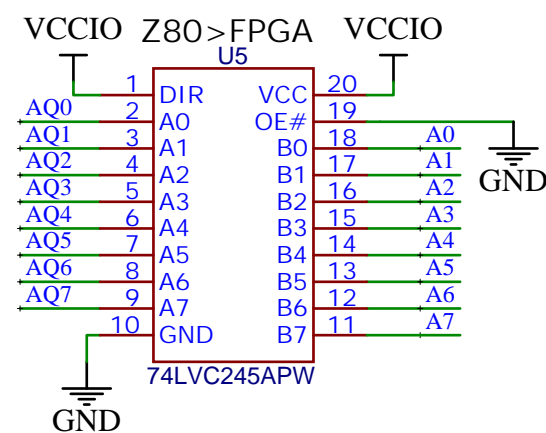 VCCIO Z80>FPGA VCCIO
U5
1 DIR VCC 20
AQ0 2 A0 OE# 19
AQ1 3 A1 B0 18 A0
AQ2 4 A2 B1 17 A1 GND
AQ3 5 A3 B2 16 A2
AQ4 6 A4 B3 15 A3
AQ5 7 A5 B4 14 A4
AQ6 8 A6 B5 13 A5
AQ7 9 A7 B6 12 A6
10 GND B7 11 A7
74LVC245APW
GND